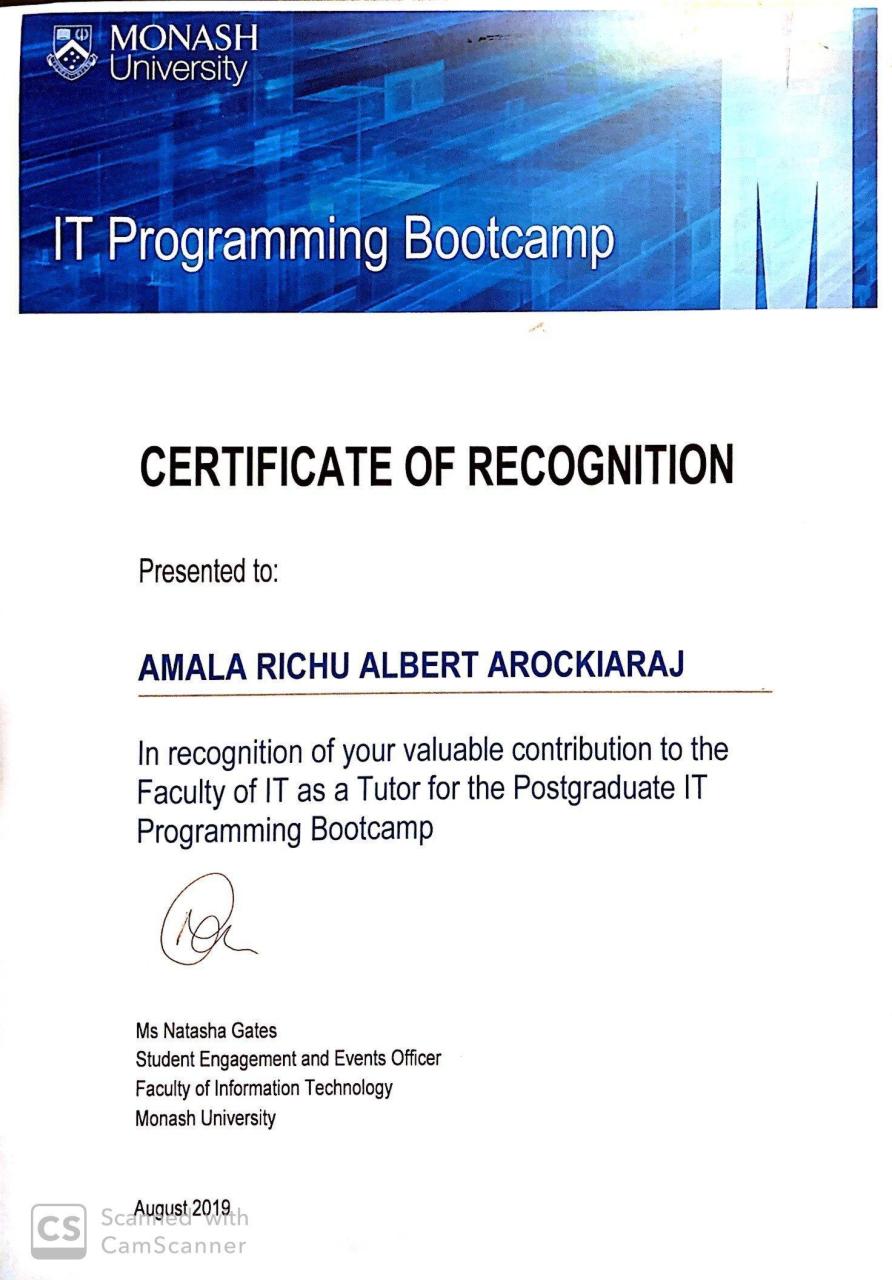 MONASH
University
IT Programming Bootcamp
CERTIFICATE OF RECOGNITION
Presented to:
AMALA RICHU ALBERT AROCKIARAJ
In recognition of your valuable contribution to the
Faculty of IT as a Tutor for the Postgraduate IT
Programming Bootcamp
Ms Natasha Gates
Student Engagement and Events Officer
Faculty of Information Technology
Monash University
August 2019
CS
Scanned with
CamScanner